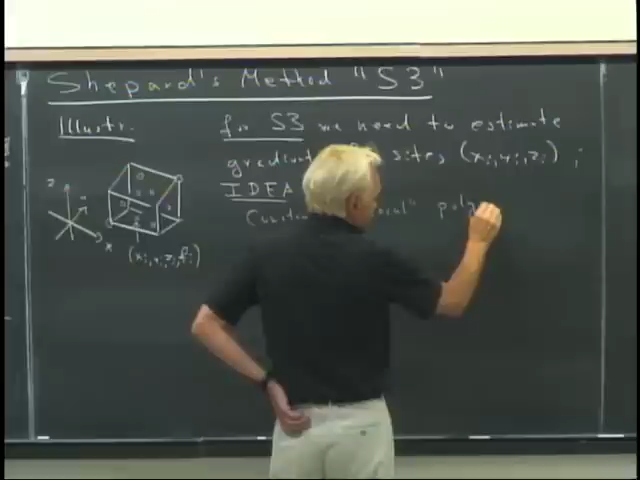 Shepard's Method "S3"
Illustr.
for S3 we need to estimate
gradient sites (xi, yi, zi) ;
IDEA
z
x
(xi, yi, zi, fi)